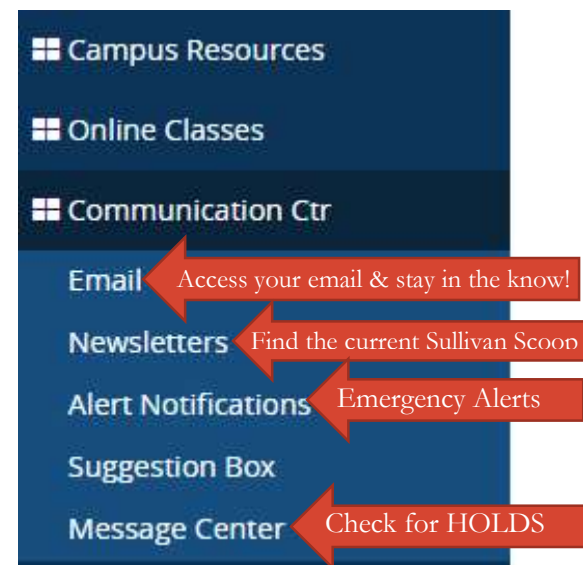 Campus Resources
Online Classes
Communication Ctr
Email Access your email & stay in the know!
Newsletters Find the current Sullivan Scoop
Alert Notifications Emergency Alerts
Suggestion Box
Message Center Check for HOLDS